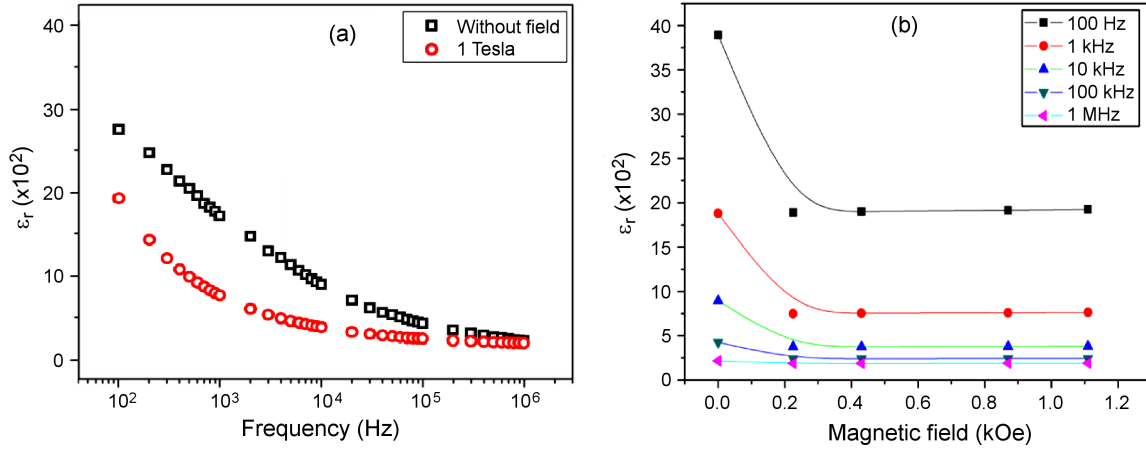 (a)
Without field
1 Tesla
40
30
20
10
0
εr (x10²)
10² 10³ 10⁴ 10⁵ 10⁶
Frequency (Hz)
(b)
100 Hz
1 kHz
10 kHz
100 kHz
1 MHz
40
35
30
25
20
15
10
5
0
εr (x10²)
0.0 0.2 0.4 0.6 0.8 1.0 1.2
Magnetic field (kOe)